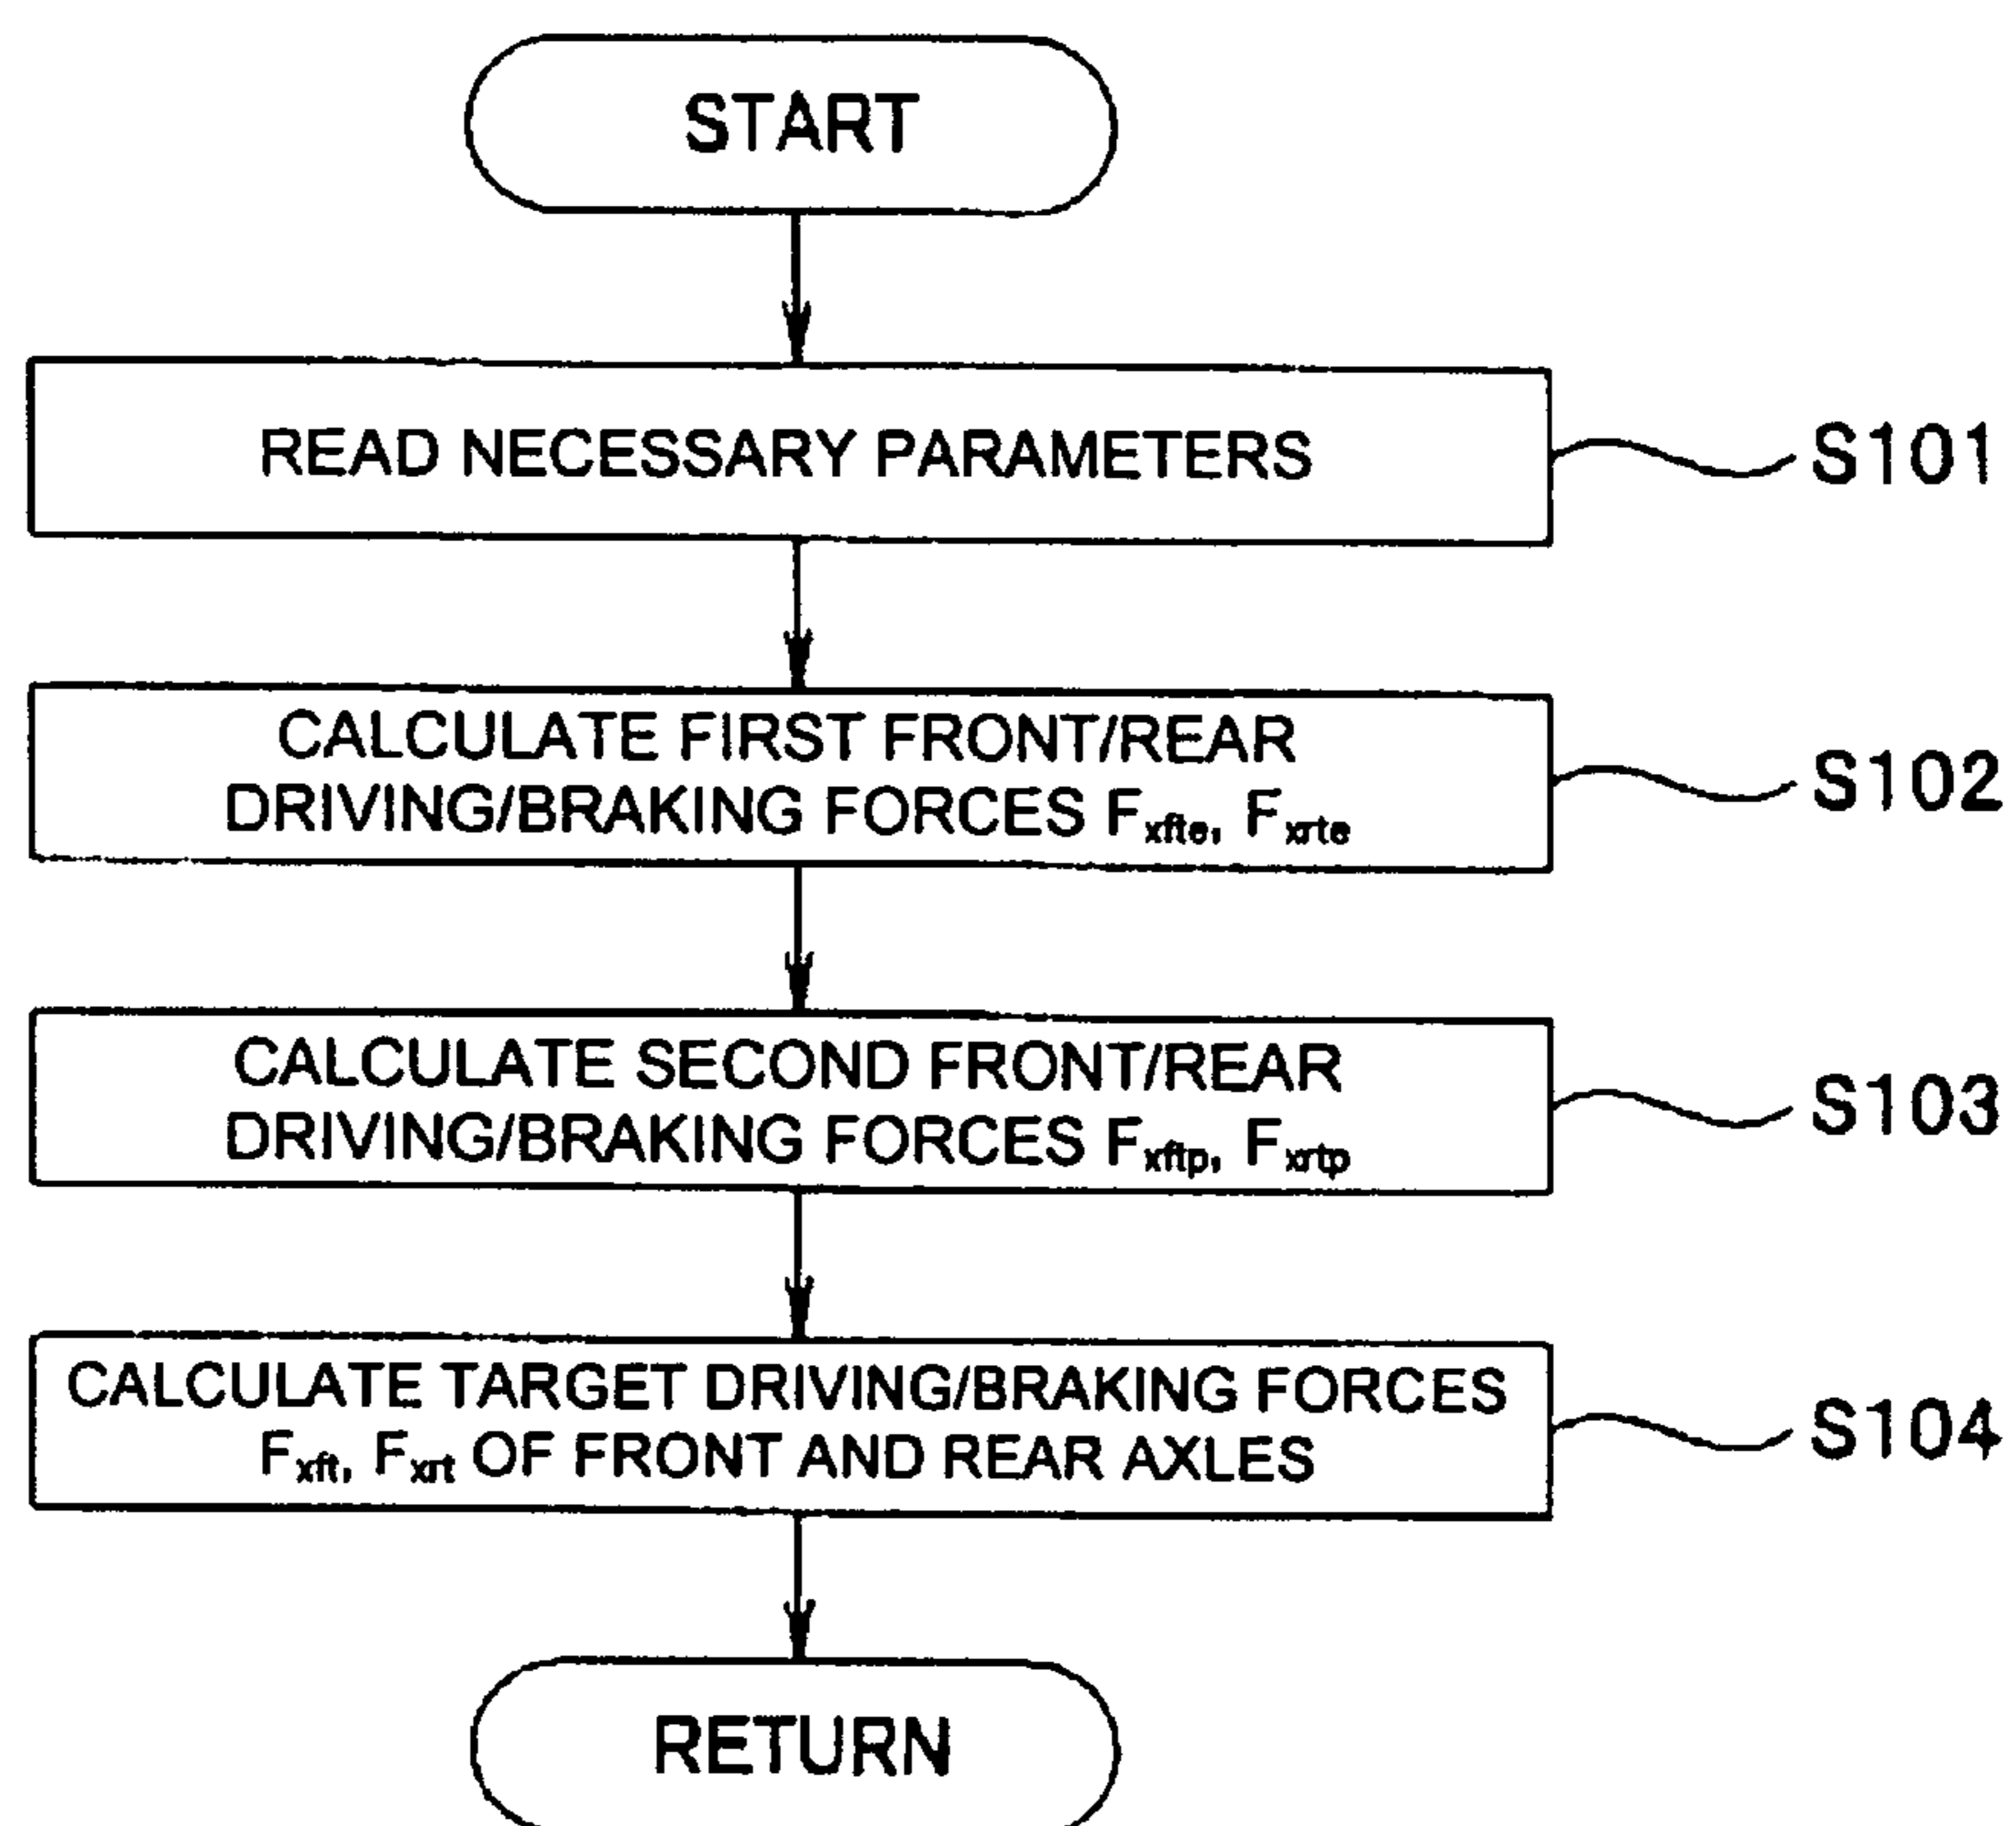 START
READ NECESSARY PARAMETERS
S101
CALCULATE FIRST FRONT/REAR
DRIVING/BRAKING FORCES Fxfte, Fxrte
S102
CALCULATE SECOND FRONT/REAR
DRIVING/BRAKING FORCES Fxftp, Fxrtp
S103
CALCULATE TARGET DRIVING/BRAKING FORCES
Fxft, Fxrt OF FRONT AND REAR AXLES
S104
RETURN